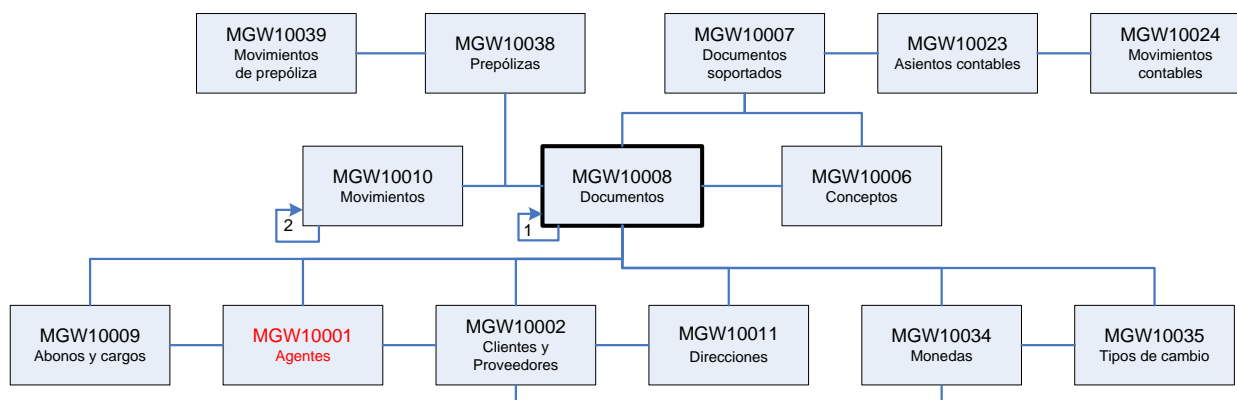 MGW10039
Movimientos
de prepóliza
MGW10038
Prepólizas
MGW10007
Documentos
soportados
MGW10023
Asientos contables
MGW10024
Movimientos
contables
MGW10010
Movimientos
2
MGW10008
Documentos
1
MGW10006
Conceptos
MGW10009
Abonos y cargos
MGW10001
Agentes
MGW10002
Clientes y
Proveedores
MGW10011
Direcciones
MGW10034
Monedas
MGW10035
Tipos de cambio